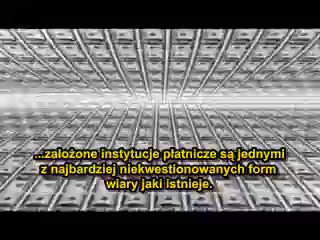 ...założone instytucje płatnicze są jednymi
z najbardziej niekwestionowanych form
wiary jaki istnieje.